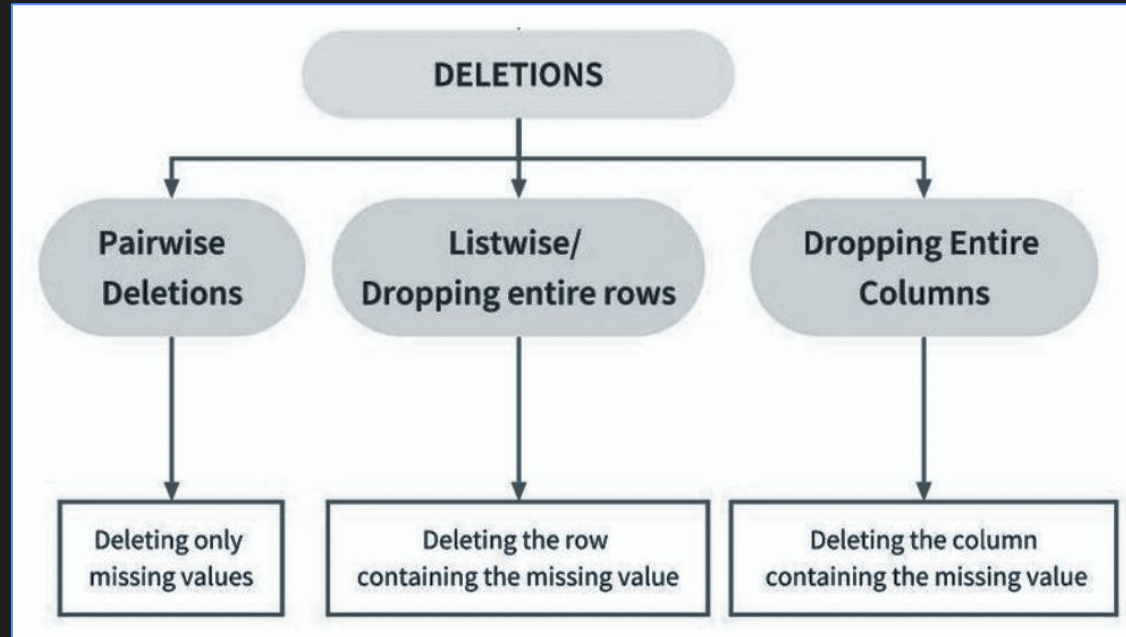 DELETIONS
Pairwise
Deletions
Listwise/
Dropping entire rows
Dropping Entire
Columns
Deleting only
missing values
Deleting the row
containing the missing value
Deleting the column
containing the missing value